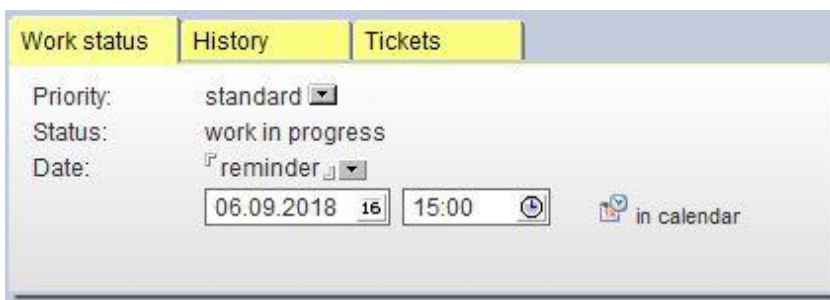 Work status History Tickets
Priority: standard
Status: work in progress
Date: reminder
06.09.2018 16 15:00 in calendar